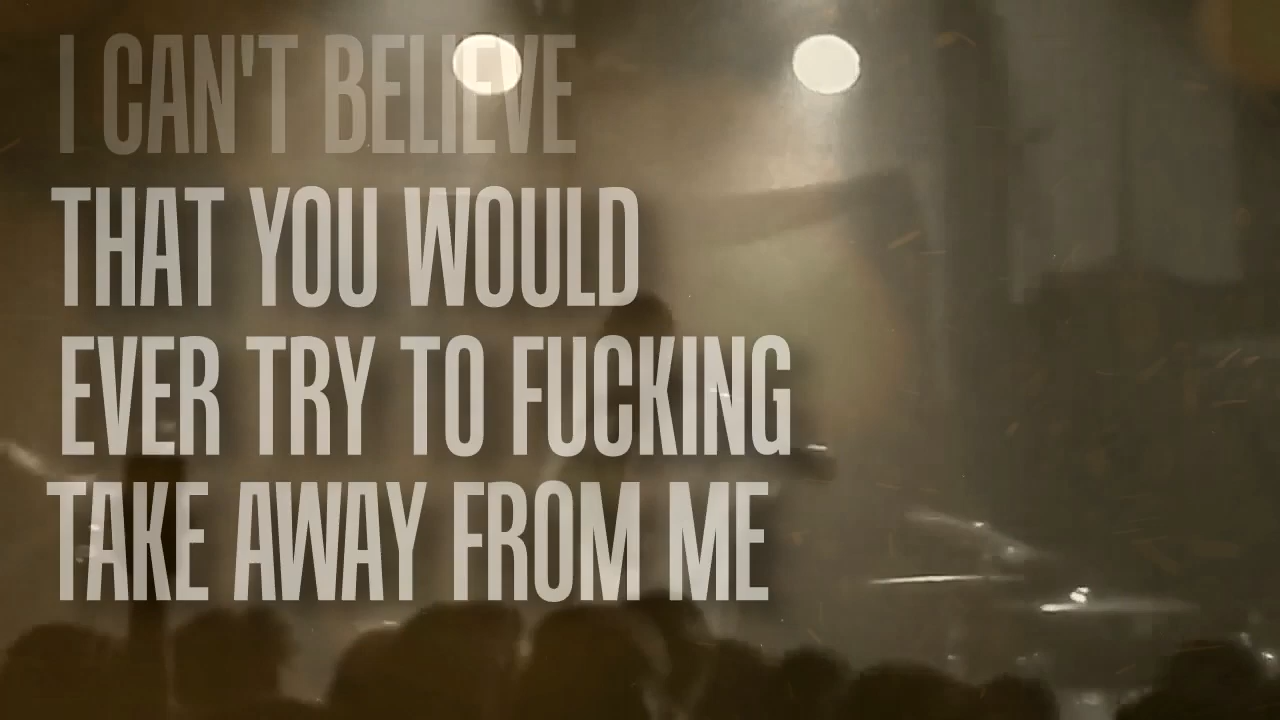 I CAN'T BELIEVE
THAT YOU WOULD
EVER TRY TO FUCKING
TAKE AWAY FROM ME